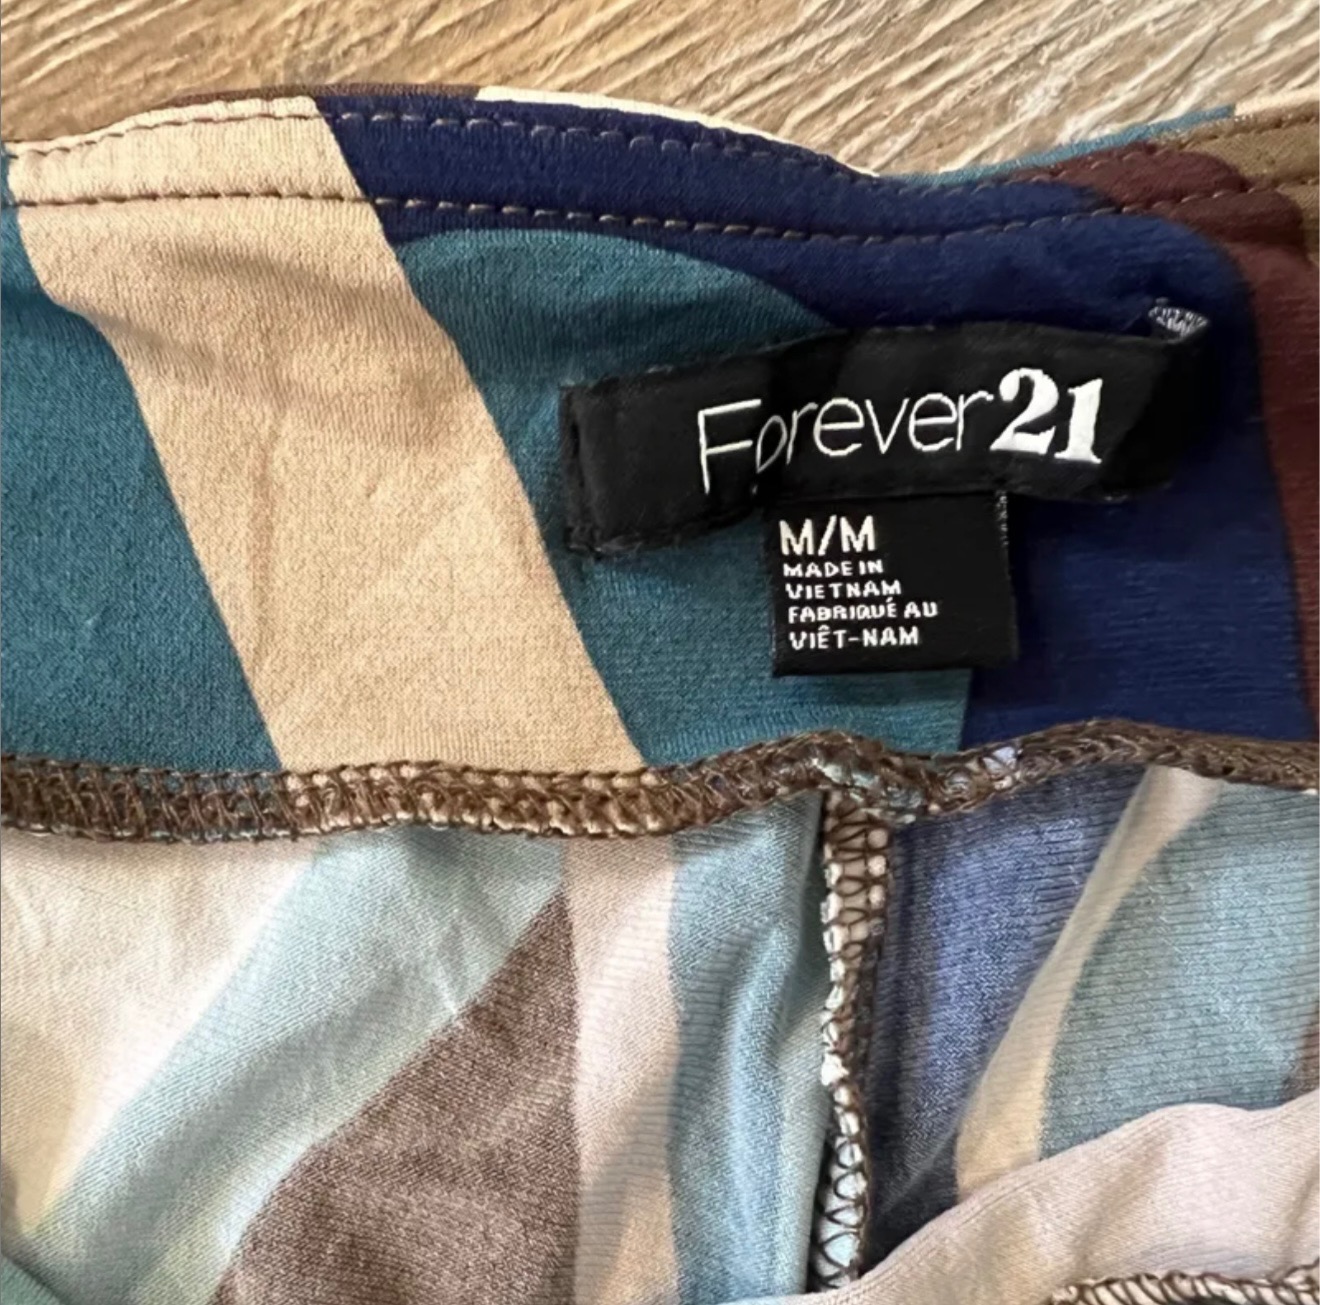 Forever21
M/M
MADE IN
VIETNAM
FABRIQUÉ AU
VIÊT-NAM